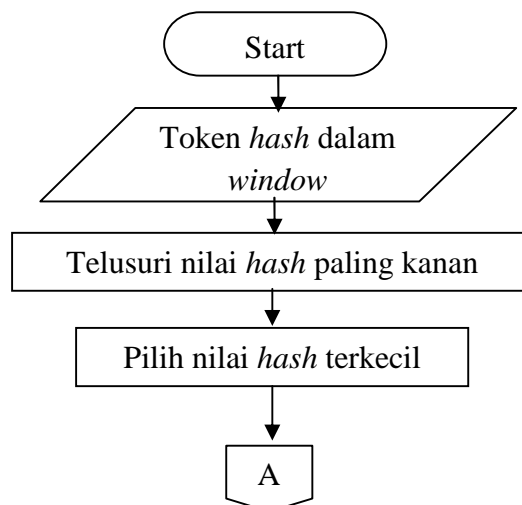 Start
Token hash dalam
window
Telusuri nilai hash paling kanan
Pilih nilai hash terkecil
A